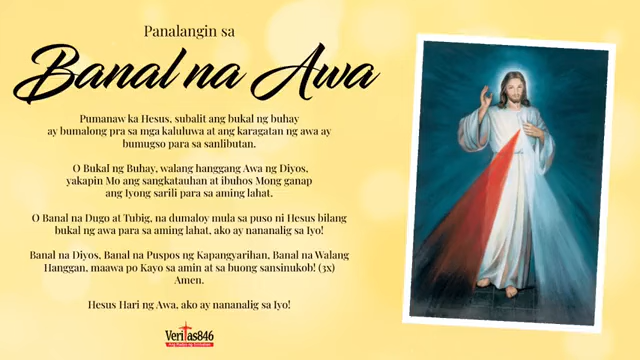 Panalangin sa
Banal na Awa
Pumanaw ka Hesus, subalit ang bukal ng buhay
ay bumalong pra sa mga kaluluwa at ang karagatan ng awa ay
bumugso para sa sanlibutan.
O Bukal ng Buhay, walang hanggang Awa ng Diyos,
yakapin Mo ang sangkatauhan at ibuhos Mong ganap
ang Iyong sarili para sa aming lahat.
O Banal na Dugo at Tubig, na dumaloy mula sa puso ni Hesus bilang
bukal ng awa para sa aming lahat, ako ay nananalig sa Iyo!
Banal na Diyos, Banal na Puspos ng Kapangyarihan, Banal na Walang
Hanggan, maawa po Kayo sa amin at sa buong sansinukob! (3x)
Amen.
Hesus Hari ng Awa, ako ay nananalig sa Iyo!
Veritas846
Ang Radyo ng Simbahan